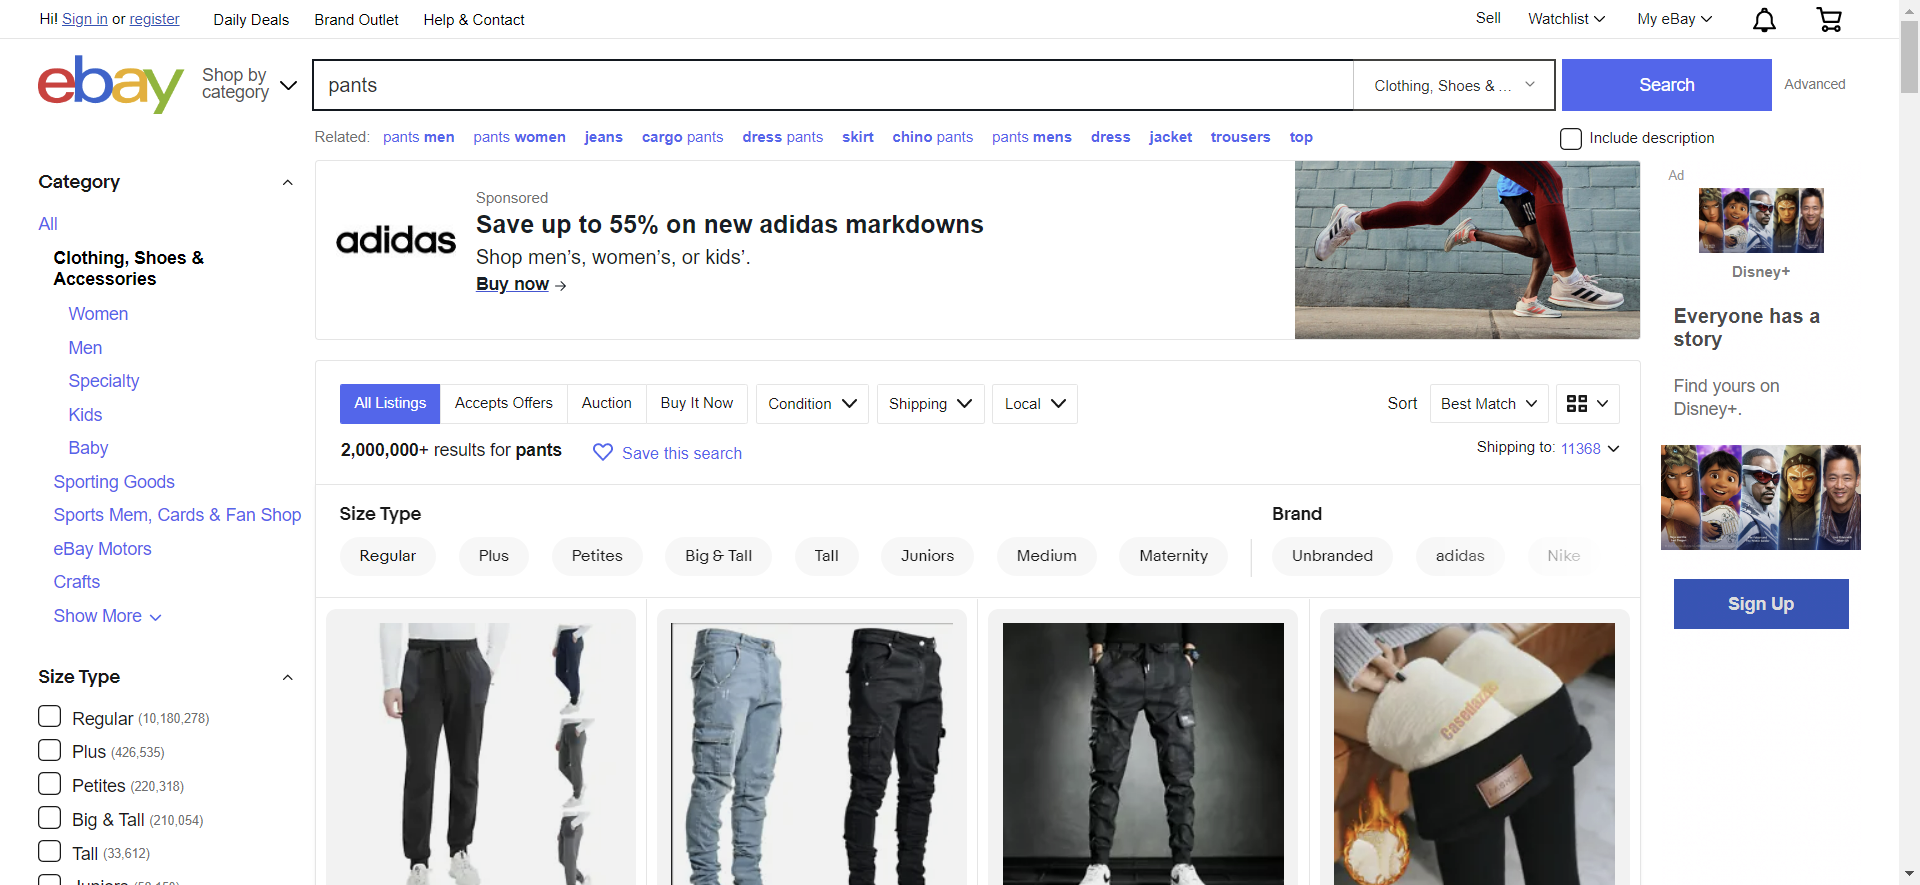 Hi! Sign in or register
Daily Deals
Brand Outlet
Help & Contact
Sell
Watchlist
My eBay
ebay
Shop by
category
pants
Clothing, Shoes & ...
Search
Advanced
Related: pants men pants women jeans cargo pants dress pants skirt chino pants pants mens dress jacket trousers top
Include description
Category
All
Clothing, Shoes &
Accessories
Women
Men
Specialty
Kids
Baby
Sporting Goods
Sports Mem, Cards & Fan Shop
eBay Motors
Crafts
Show More
Size Type
Regular (10,180,278)
Plus (426,535)
Petites (220,318)
Big & Tall (210,054)
Tall (33,612)
adidas
Sponsored
Save up to 55% on new adidas markdowns
Shop men’s, women’s, or kids’.
Buy now →
All Listings
Accepts Offers
Auction
Buy It Now
Condition
Shipping
Local
Sort
Best Match
2,000,000+ results for pants
Save this search
Shipping to: 11368
Size Type
Regular
Plus
Petites
Big & Tall
Tall
Juniors
Medium
Maternity
Brand
Unbranded
adidas
Nike
Ad
Disney+
Everyone has a
story
Find yours on
Disney+.
Sign Up